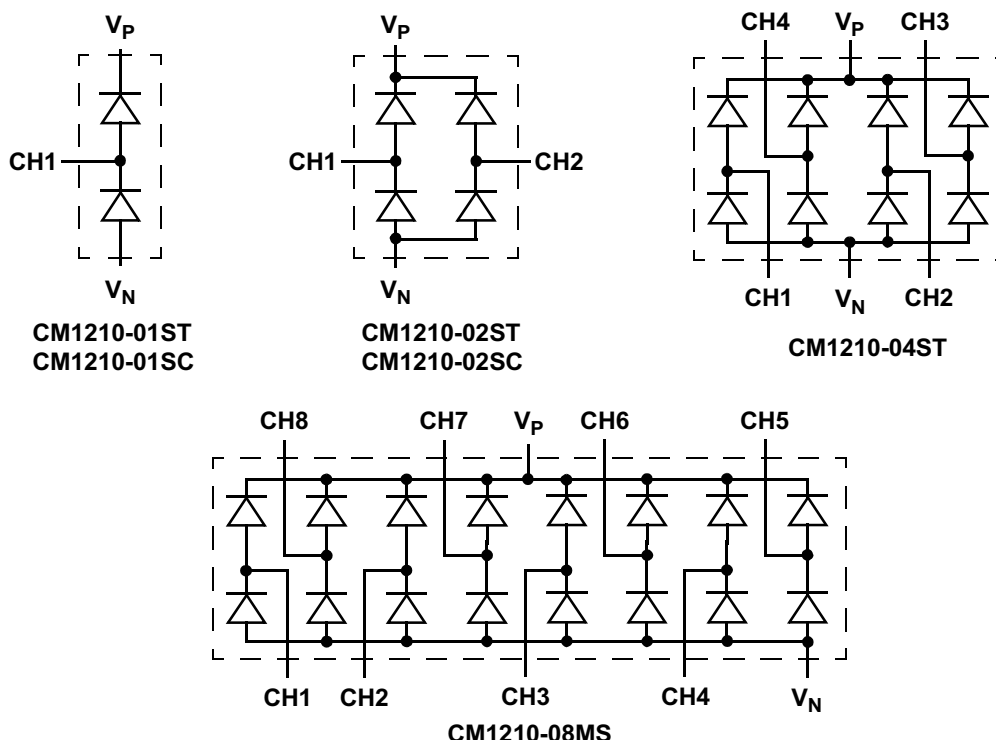 V_P
CH1
V_N
CM1210-01ST
CM1210-01SC
V_P
CH1 CH2
V_N
CM1210-02ST
CM1210-02SC
CH4 V_P CH3
CH1 V_N CH2
CM1210-04ST
CH8 CH7 V_P CH6 CH5
CH1 CH2 CH3 CH4 V_N
CM1210-08MS